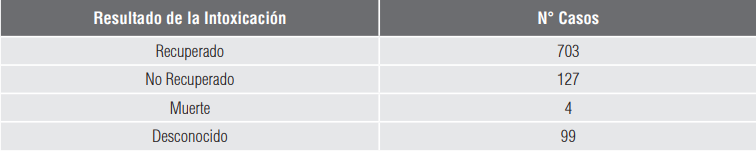 Resultado de la Intoxicación N° Casos
Recuperado 703
No Recuperado 127
Muerte 4
Desconocido 99